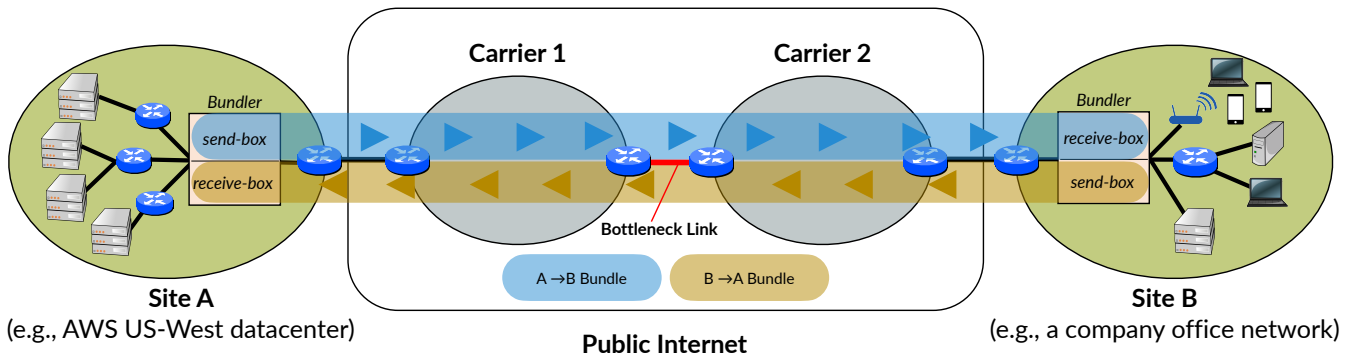 Carrier 1
Carrier 2
Bundler
send-box
receive-box
Bundler
receive-box
send-box
Bottleneck Link
A →B Bundle
B →A Bundle
Site A
(e.g., AWS US-West datacenter)
Site B
(e.g., a company office network)
Public Internet